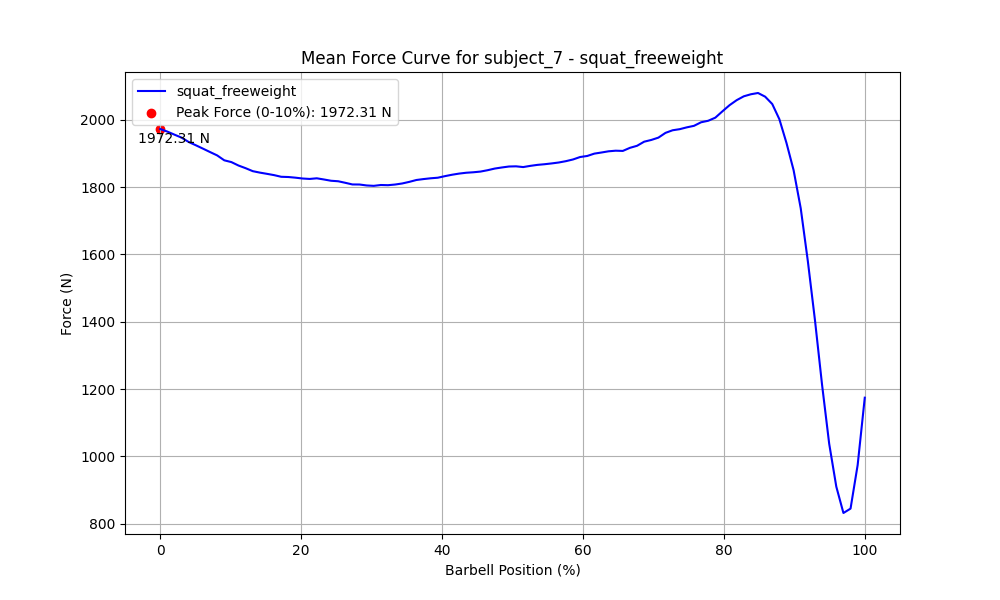 Mean Force Curve for subject_7 - squat_freeweight
squat_freeweight
Peak Force (0-10%): 1972.31 N
1972.31 N
2000
1800
1600
1400
1200
1000
800
Force (N)
0 20 40 60 80 100
Barbell Position (%)